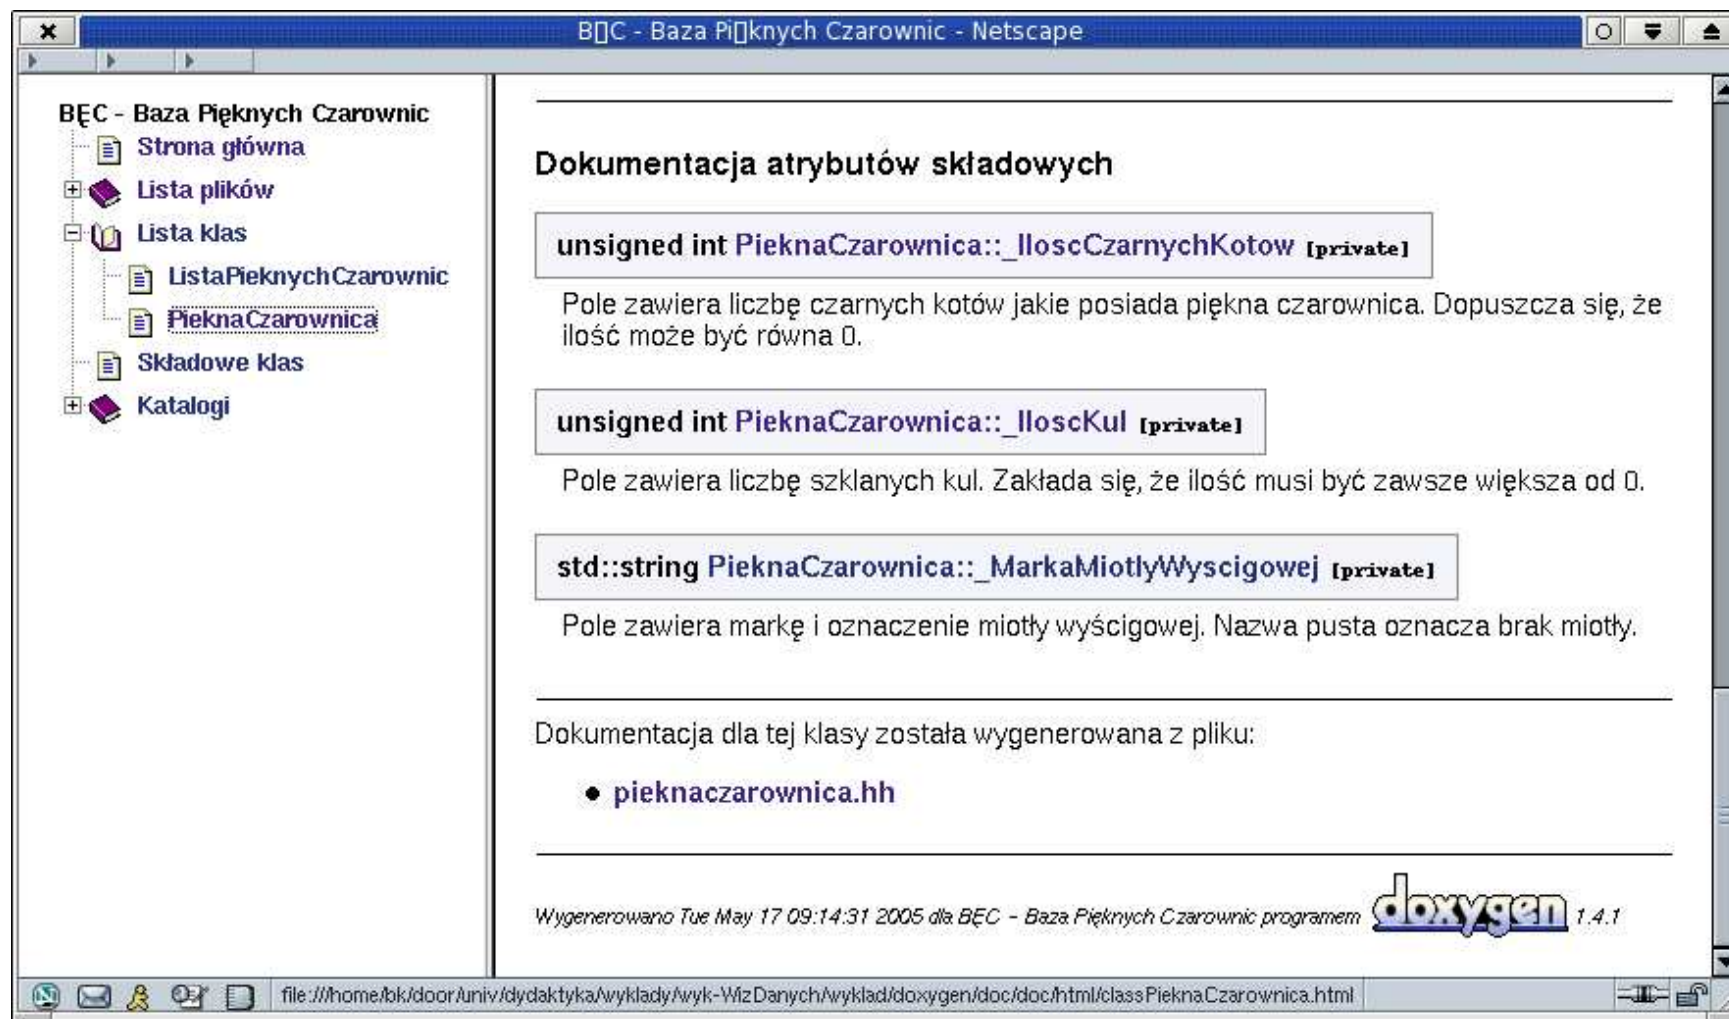 B▯C - Baza Pi▯knych Czarownic - Netscape
BĘC - Baza Pięknych Czarownic
Strona główna
Lista plików
Lista klas
ListaPieknychCzarownic
PieknaCzarownica
Składowe klas
Katalogi
Dokumentacja atrybutów składowych
unsigned int PieknaCzarownica::_IloscCzarnychKotow [private]
Pole zawiera liczbę czarnych kotów jakie posiada piękna czarownica. Dopuszcza się, że
ilość może być równa 0.
unsigned int PieknaCzarownica::_IloscKul [private]
Pole zawiera liczbę szklanych kul. Zakłada się, że ilość musi być zawsze większa od 0.
std::string PieknaCzarownica::_MarkaMiotlyWyscigowej [private]
Pole zawiera markę i oznaczenie miotły wyścigowej. Nazwa pusta oznacza brak miotły.
Dokumentacja dla tej klasy została wygenerowana z pliku:
● pieknaczarownica.hh
Wygenerowano Tue May 17 09:14:31 2005 dla BĘC - Baza Pięknych Czarownic programem doxygen 1.4.1
file:///home/bk/door/univ/dydaktyka/wyklady/wyk-WizDanych/wyklad/doxygen/doc/doc/html/classPieknaCzarownica.html